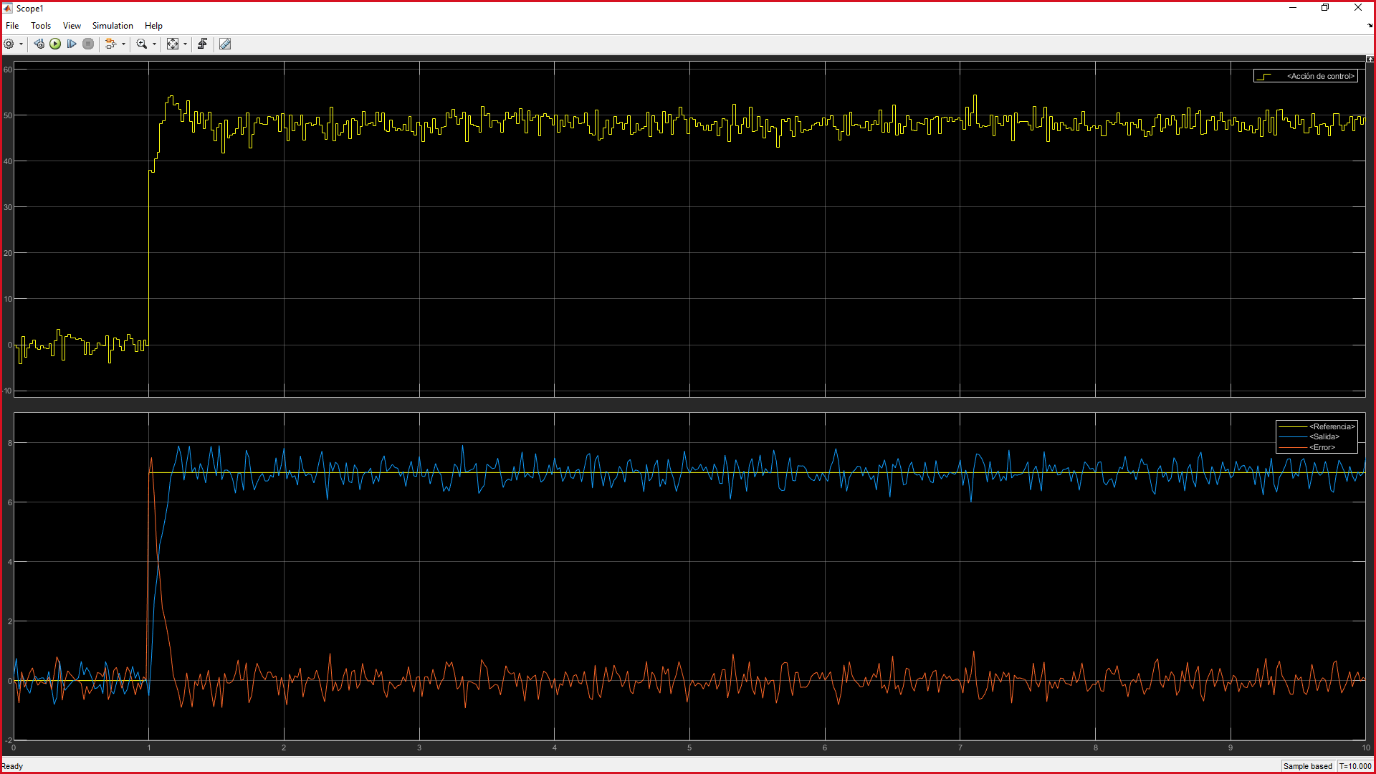 Scope1
File Tools View Simulation Help
<Acción de control>
60
50
40
30
20
10
0
-10
<Referencia>
<Salida>
<Error>
8
6
4
2
0
-2
0 1 2 3 4 5 6 7 8 9 10
Ready Sample based T=10.000